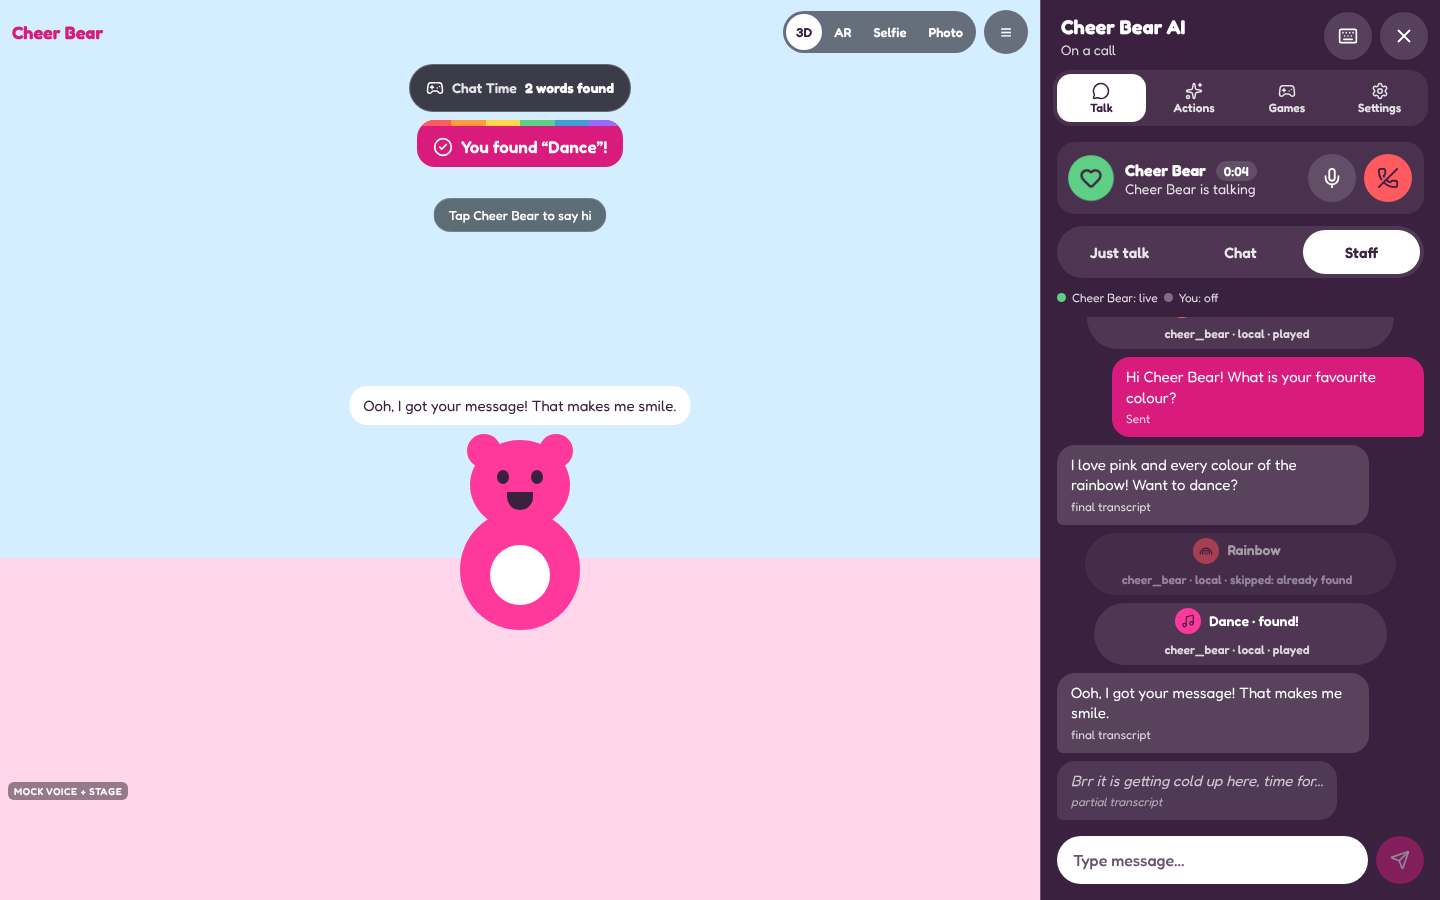 Cheer Bear
3D
AR
Selfie
Photo
Chat Time 2 words found
You found “Dance”!
Tap Cheer Bear to say hi
Ooh, I got your message! That makes me smile.
MOCK VOICE + STAGE
Cheer Bear AI
On a call
Talk
Actions
Games
Settings
Cheer Bear 0:04
Cheer Bear is talking
Just talk
Chat
Staff
Cheer Bear: live
You: off
cheer_bear · local · played
Hi Cheer Bear! What is your favourite
colour?
Sent
I love pink and every colour of the
rainbow! Want to dance?
final transcript
Rainbow
cheer_bear · local · skipped: already found
Dance · found!
cheer_bear · local · played
Ooh, I got your message! That makes me
smile.
final transcript
Brr it is getting cold up here, time for...
partial transcript
Type message...